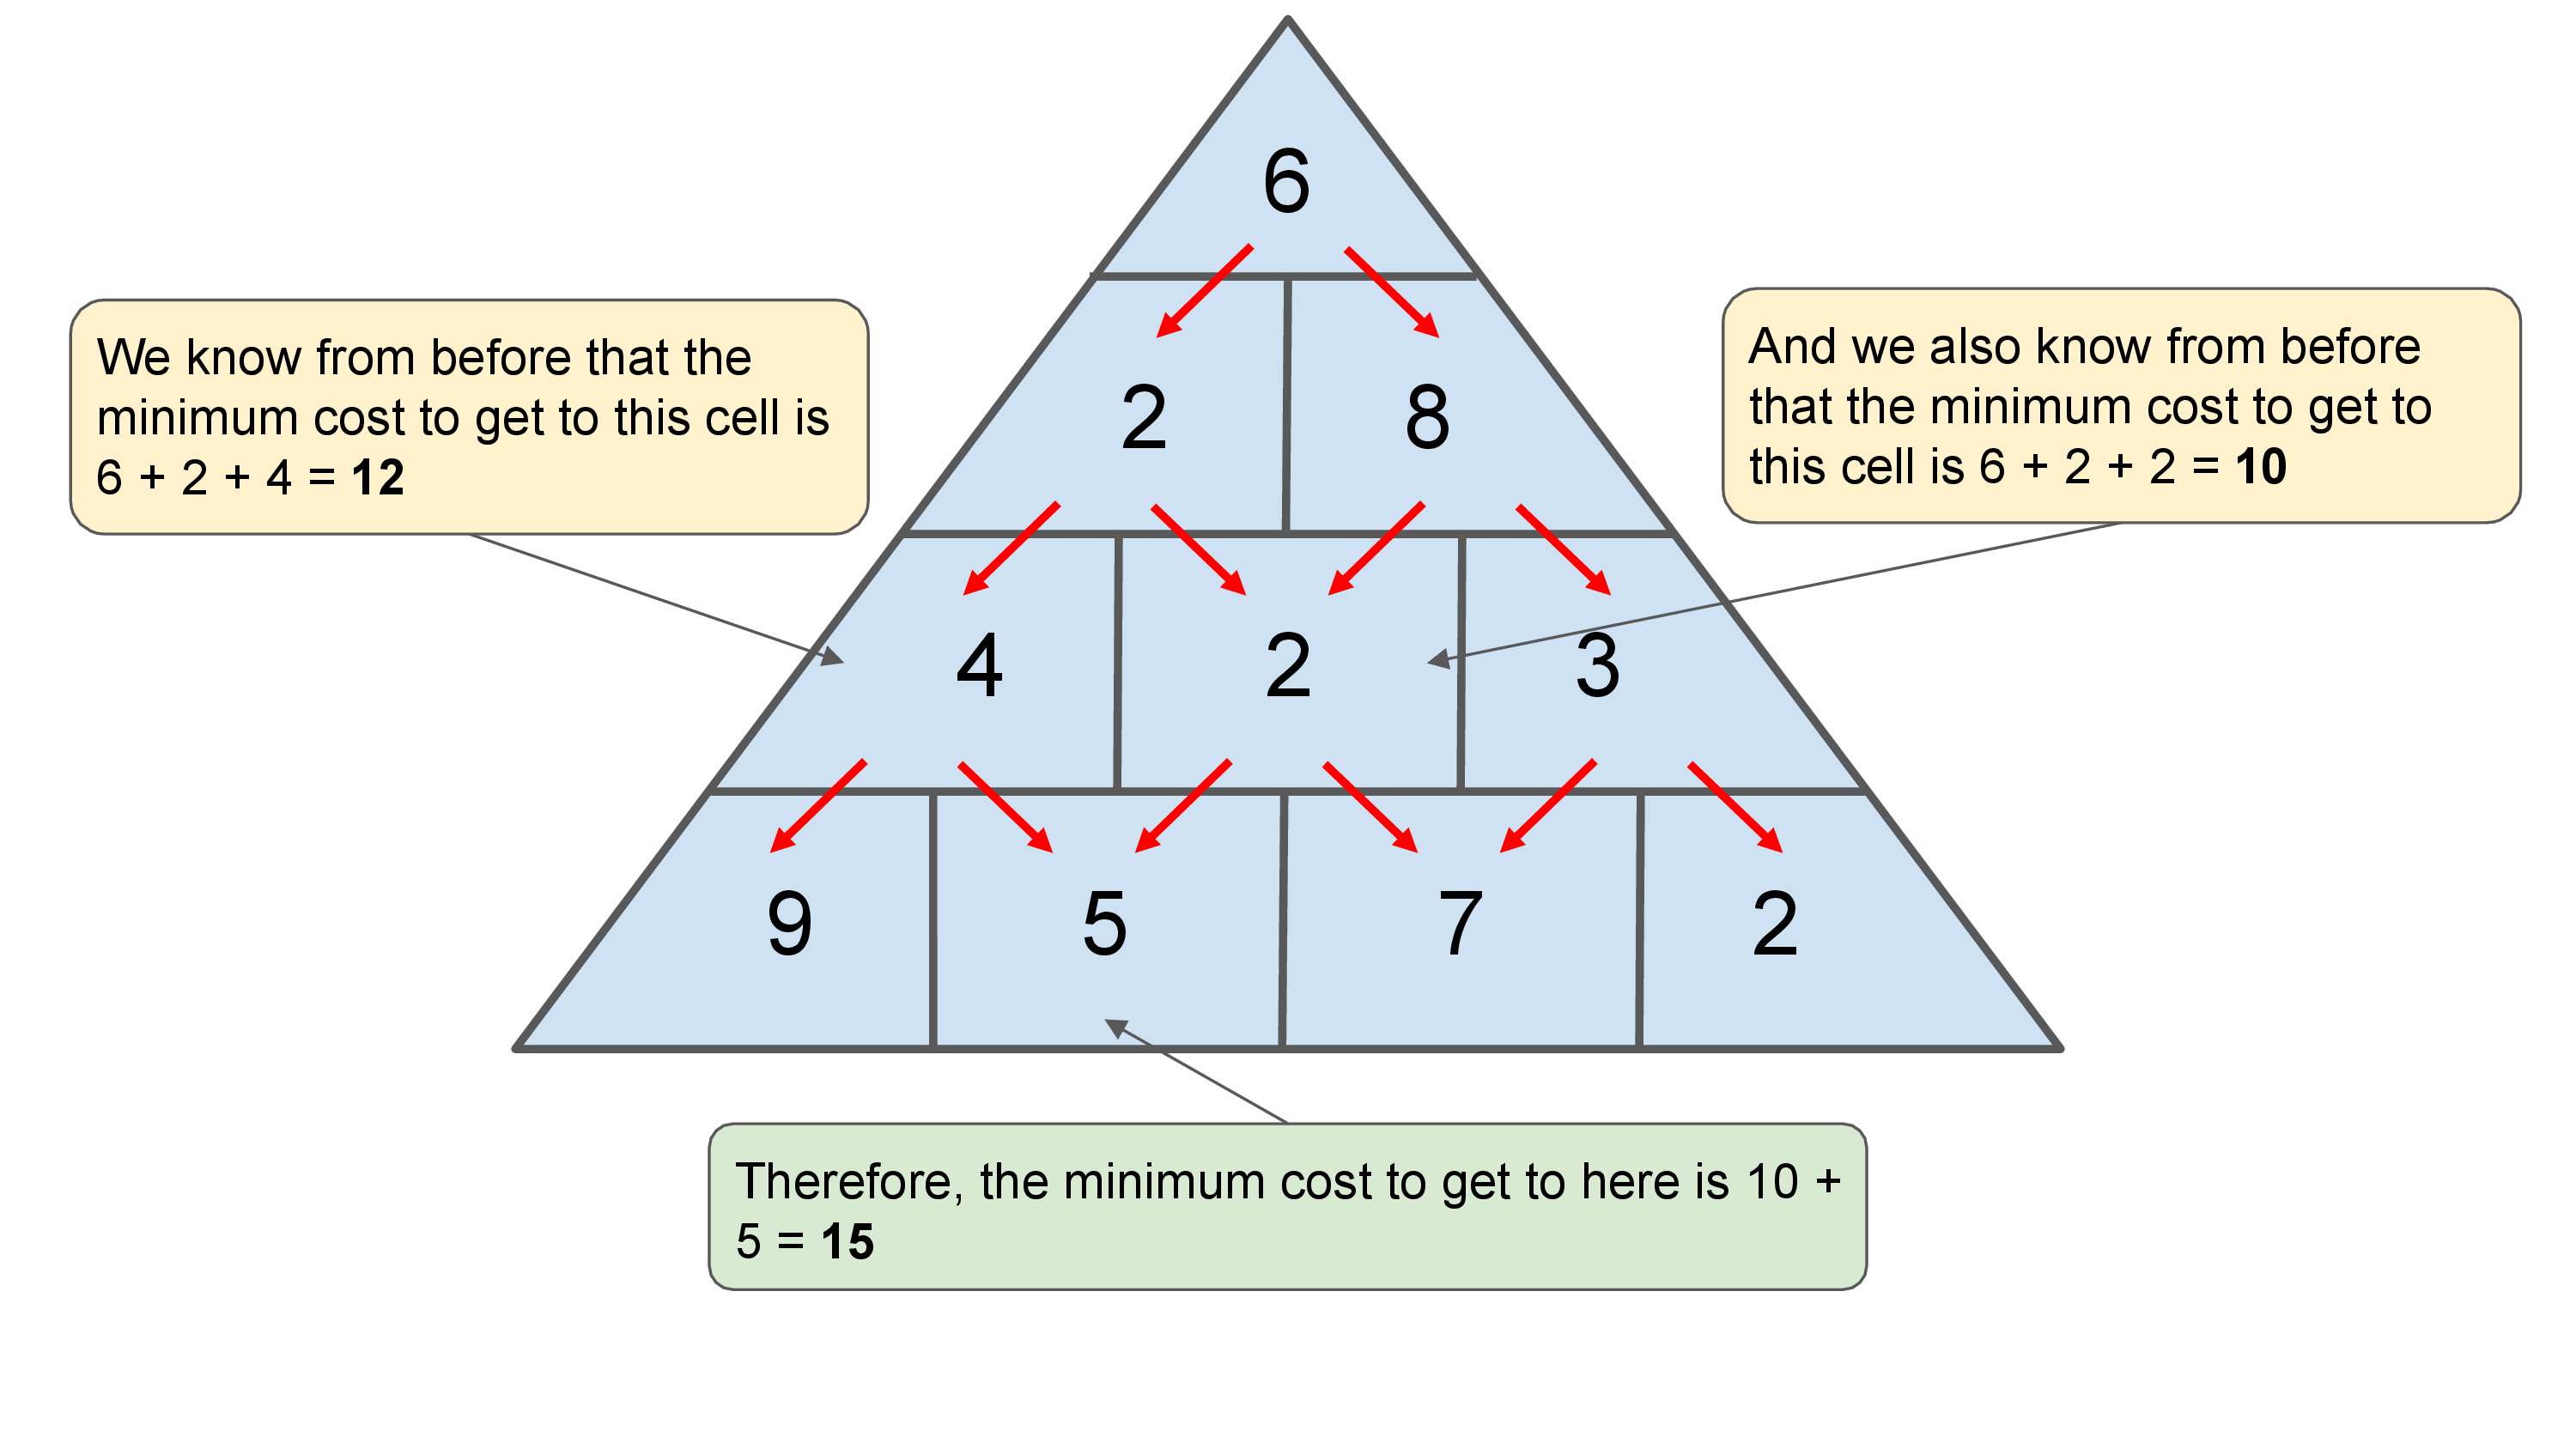 6
We know from before that the
minimum cost to get to this cell is
6 + 2 + 4 = 12
And we also know from before
that the minimum cost to get to
this cell is 6 + 2 + 2 = 10
2 8
4 2 3
9 5 7 2
Therefore, the minimum cost to get to here is 10 +
5 = 15